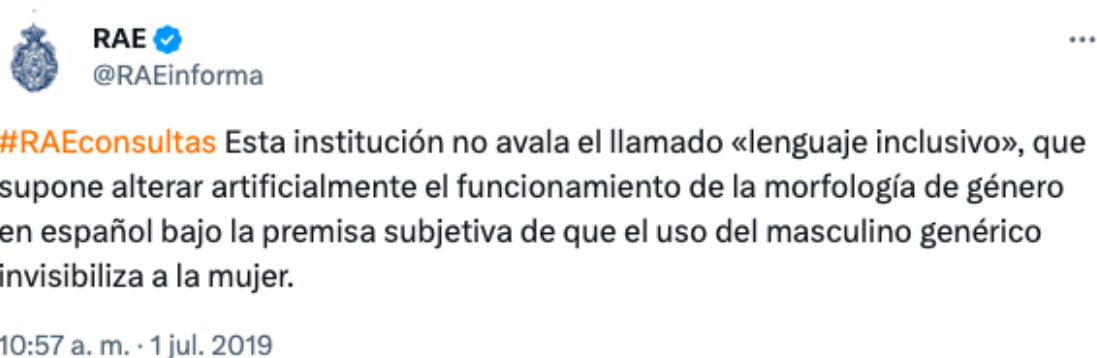 RAE
@RAEinforma
#RAEconsultas Esta institución no avala el llamado «lenguaje inclusivo», que
supone alterar artificialmente el funcionamiento de la morfología de género
en español bajo la premisa subjetiva de que el uso del masculino genérico
invisibiliza a la mujer.
10:57 a. m. · 1 jul. 2019